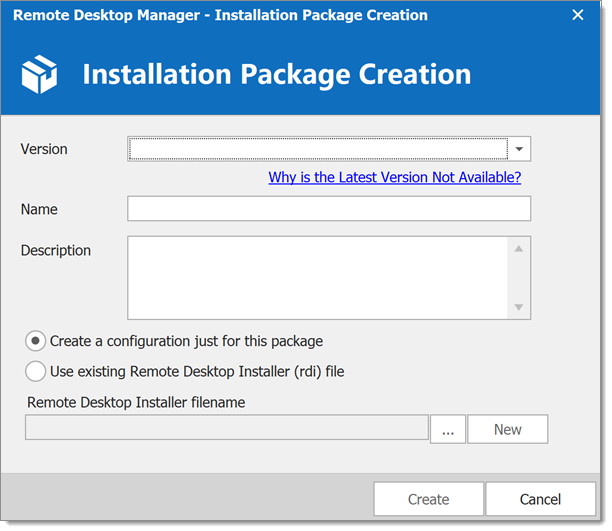 Remote Desktop Manager - Installation Package Creation
Installation Package Creation
Version
Why is the Latest Version Not Available?
Name
Description
Create a configuration just for this package
Use existing Remote Desktop Installer (rdi) file
Remote Desktop Installer filename
... New
Create Cancel